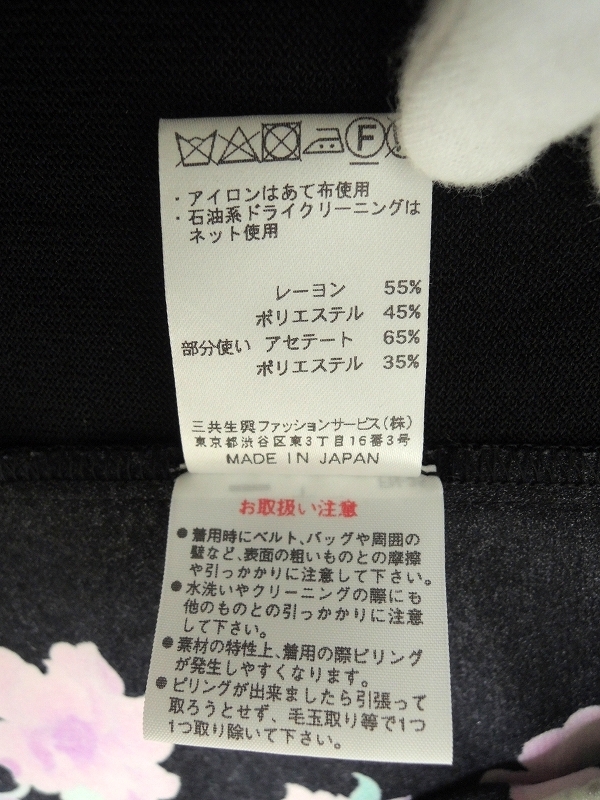 F
・アイロンはあて布使用
・石油系ドライクリーニングは
ネット使用
レーヨン 55%
ポリエステル 45%
部分使い アセテート 65%
ポリエステル 35%
三共生興ファッションサービス(株)
東京都渋谷区東3丁目16番3号
MADE IN JAPAN
お取扱い注意
●着用時にベルト、バッグや周囲の
壁など、表面の粗いものとの摩擦
や引っかかりに注意して下さい。
●水洗いやクリーニングの際にも
他のものとの引っかかりに注意
して下さい。
●素材の特性上、着用の際ピリング
が発生しやすくなります。
●ピリングが出来ましたら引張って
取ろうとせず、毛玉取り等で1つ
1つ取り除いて下さい。